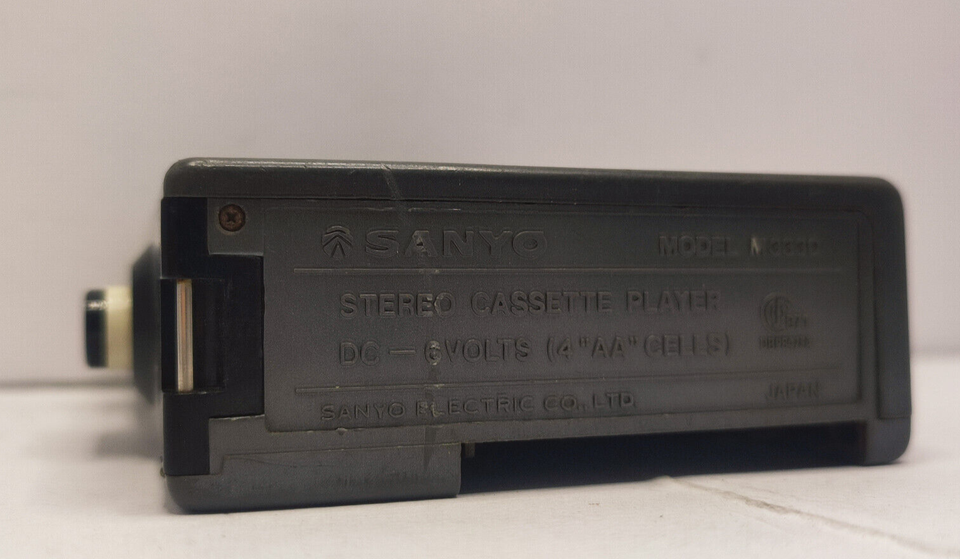 SANYO MODEL M
STEREO CASSETTE PLAYER
DC — 6VOLTS (4 "AA" CELLS)
SANYO ELECTRIC CO., LTD. JAPAN